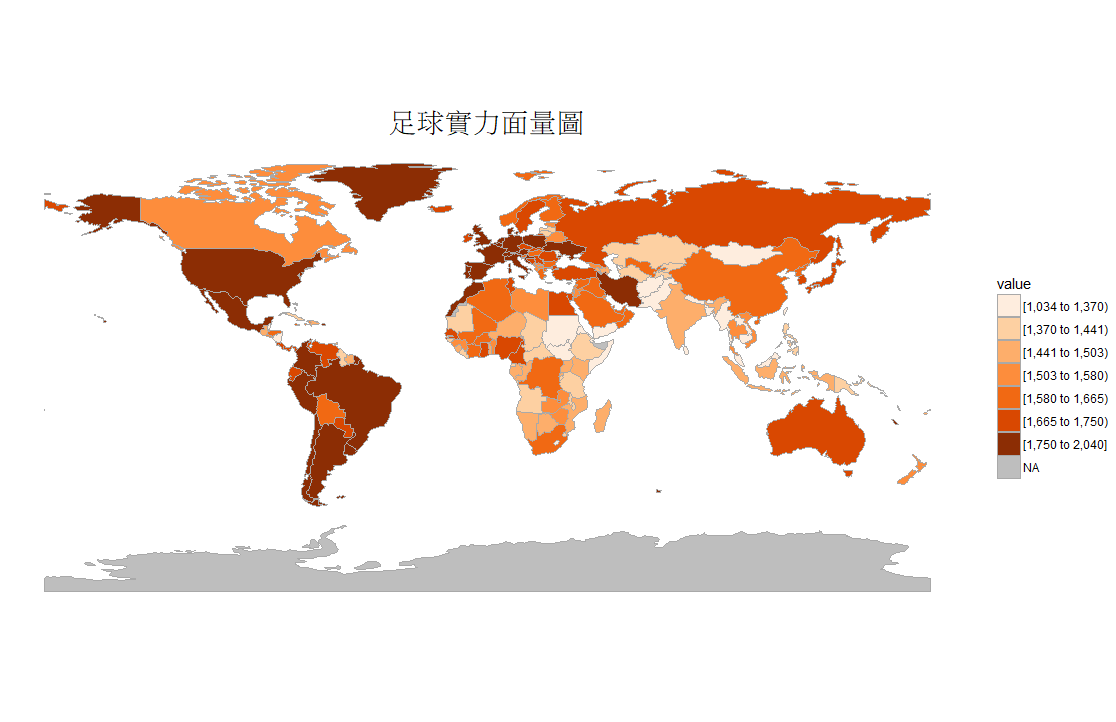 足球實力面量圖
value
[1,034 to 1,370)
[1,370 to 1,441)
[1,441 to 1,503)
[1,503 to 1,580)
[1,580 to 1,665)
[1,665 to 1,750)
[1,750 to 2,040]
NA